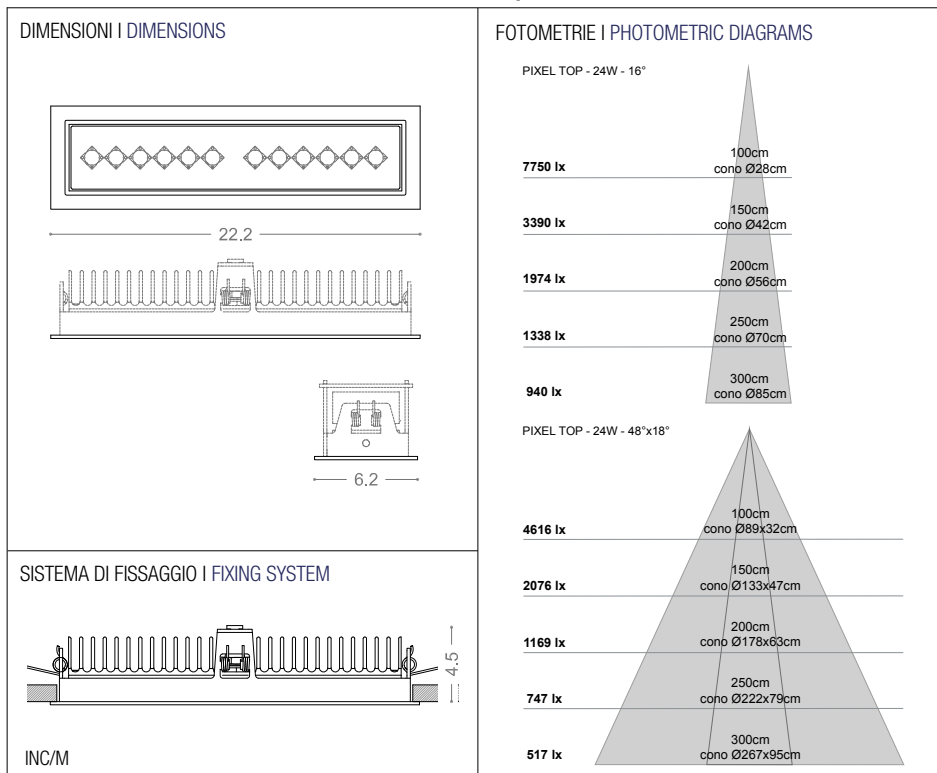 DIMENSIONI I DIMENSIONS
22.2
6.2
SISTEMA DI FISSAGGIO I FIXING SYSTEM
4.5
INC/M
FOTOMETRIE I PHOTOMETRIC DIAGRAMS
PIXEL TOP - 24W - 16°
100cm
7750 lx cono Ø28cm
150cm
3390 lx cono Ø42cm
200cm
1974 lx cono Ø56cm
250cm
1338 lx cono Ø70cm
300cm
940 lx cono Ø85cm
PIXEL TOP - 24W - 48°x18°
100cm
4616 lx cono Ø89x32cm
150cm
2076 lx cono Ø133x47cm
200cm
1169 lx cono Ø178x63cm
250cm
747 lx cono Ø222x79cm
300cm
517 lx cono Ø267x95cm